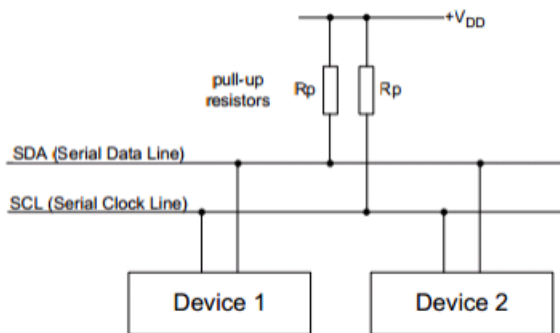 +VDD
pull-up
resistors
Rp
Rp
SDA (Serial Data Line)
SCL (Serial Clock Line)
Device 1
Device 2